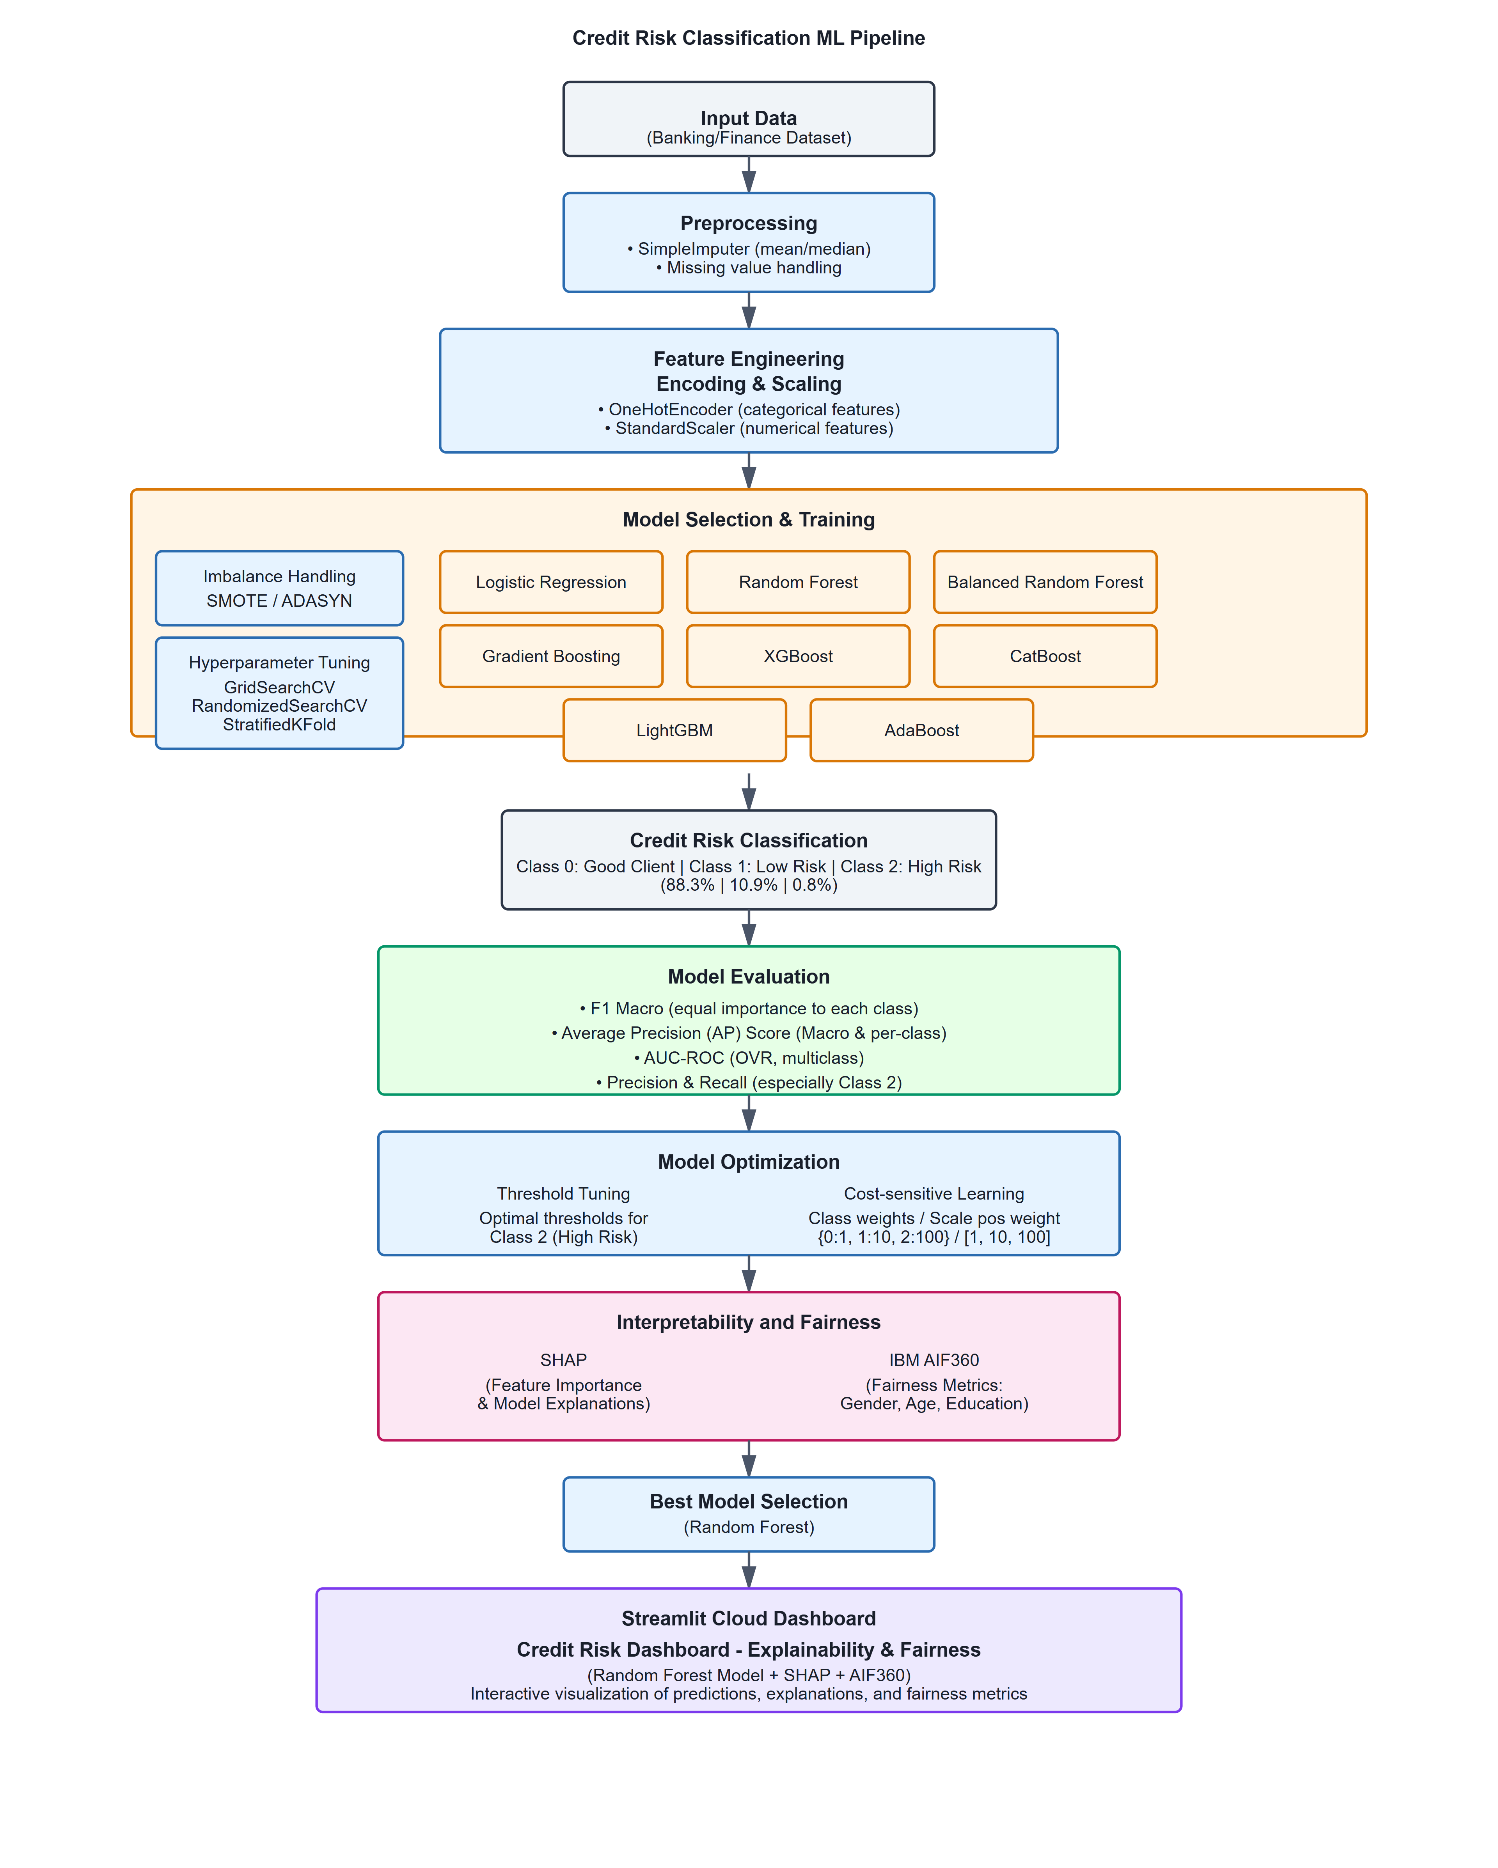 Credit Risk Classification ML Pipeline
Input Data
(Banking/Finance Dataset)
Preprocessing
• SimpleImputer (mean/median)
• Missing value handling
Feature Engineering
Encoding & Scaling
• OneHotEncoder (categorical features)
• StandardScaler (numerical features)
Model Selection & Training
Imbalance Handling
SMOTE / ADASYN
Hyperparameter Tuning
GridSearchCV
RandomizedSearchCV
StratifiedKFold
Logistic Regression
Random Forest
Balanced Random Forest
Gradient Boosting
XGBoost
CatBoost
LightGBM
AdaBoost
Credit Risk Classification
Class 0: Good Client | Class 1: Low Risk | Class 2: High Risk
(88.3% | 10.9% | 0.8%)
Model Evaluation
• F1 Macro (equal importance to each class)
• Average Precision (AP) Score (Macro & per-class)
• AUC-ROC (OVR, multiclass)
• Precision & Recall (especially Class 2)
Model Optimization
Threshold Tuning
Optimal thresholds for
Class 2 (High Risk)
Cost-sensitive Learning
Class weights / Scale pos weight
{0:1, 1:10, 2:100} / [1, 10, 100]
Interpretability and Fairness
SHAP
(Feature Importance
& Model Explanations)
IBM AIF360
(Fairness Metrics:
Gender, Age, Education)
Best Model Selection
(Random Forest)
Streamlit Cloud Dashboard
Credit Risk Dashboard - Explainability & Fairness
(Random Forest Model + SHAP + AIF360)
Interactive visualization of predictions, explanations, and fairness metrics